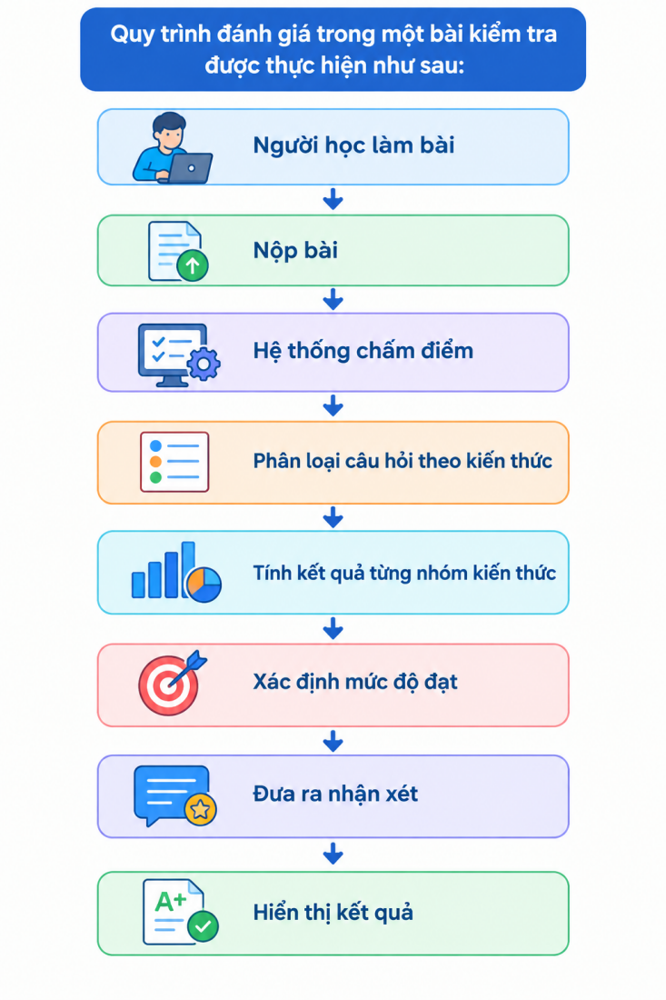 Quy trình đánh giá trong một bài kiểm tra
được thực hiện như sau:
Người học làm bài
Nộp bài
Hệ thống chấm điểm
Phân loại câu hỏi theo kiến thức
Tính kết quả từng nhóm kiến thức
Xác định mức độ đạt
Đưa ra nhận xét
A+
Hiển thị kết quả